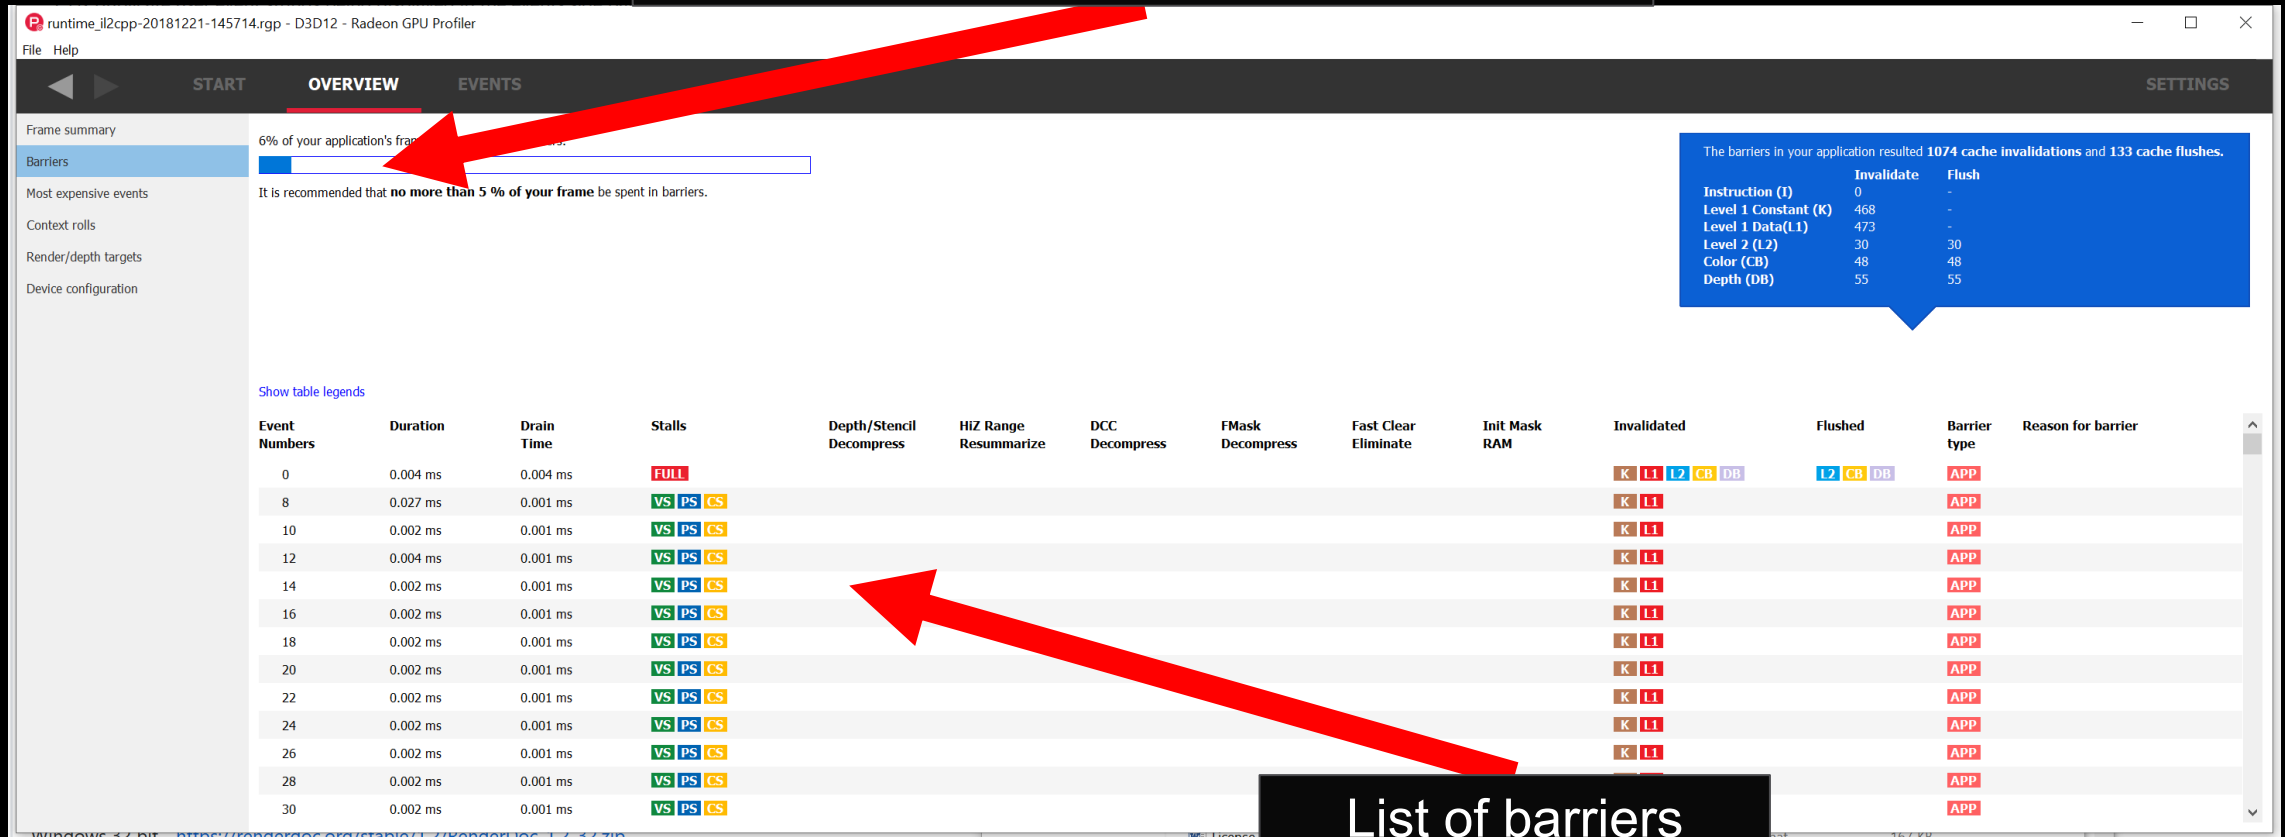 runtime_il2cpp-20181221-145714.rgp - D3D12 - Radeon GPU Profiler
File Help
START OVERVIEW EVENTS SETTINGS
Frame summary
Barriers
Most expensive events
Context rolls
Render/depth targets
Device configuration
6% of your application's
It is recommended that no more than 5 % of your frame be spent in barriers.
The barriers in your application resulted 1074 cache invalidations and 133 cache flushes.
Invalidate Flush
Instruction (I) 0 -
Level 1 Constant (K) 468 -
Level 1 Data(L1) 473 -
Level 2 (L2) 30 30
Color (CB) 48 48
Depth (DB) 55 55
Show table legends
Event Numbers Duration Drain Time Stalls Depth/Stencil Decompress HiZ Range Resummarize DCC Decompress FMask Decompress Fast Clear Eliminate Init Mask RAM Invalidated Flushed Barrier type Reason for barrier
0 0.004 ms 0.004 ms FULL K L1 L2 CB DB L2 CB DB APP
8 0.027 ms 0.001 ms VS PS CS K L1 APP
10 0.002 ms 0.001 ms VS PS CS K L1 APP
12 0.004 ms 0.001 ms VS PS CS K L1 APP
14 0.002 ms 0.001 ms VS PS CS K L1 APP
16 0.002 ms 0.001 ms VS PS CS K L1 APP
18 0.002 ms 0.001 ms VS PS CS K L1 APP
20 0.002 ms 0.001 ms VS PS CS K L1 APP
22 0.002 ms 0.001 ms VS PS CS K L1 APP
24 0.002 ms 0.001 ms VS PS CS K L1 APP
26 0.002 ms 0.001 ms VS PS CS K L1 APP
28 0.002 ms 0.001 ms VS PS CS APP
30 0.002 ms 0.001 ms VS PS CS APP
List of barriers